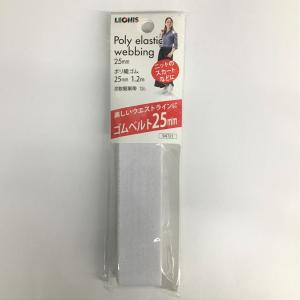 LEONIS
Poly elastic
webbing
25mm
ポリ織ゴム
25mm 1.2m
ニットの
スカート
などに
美しいウエストラインに
ゴムベルト25mm